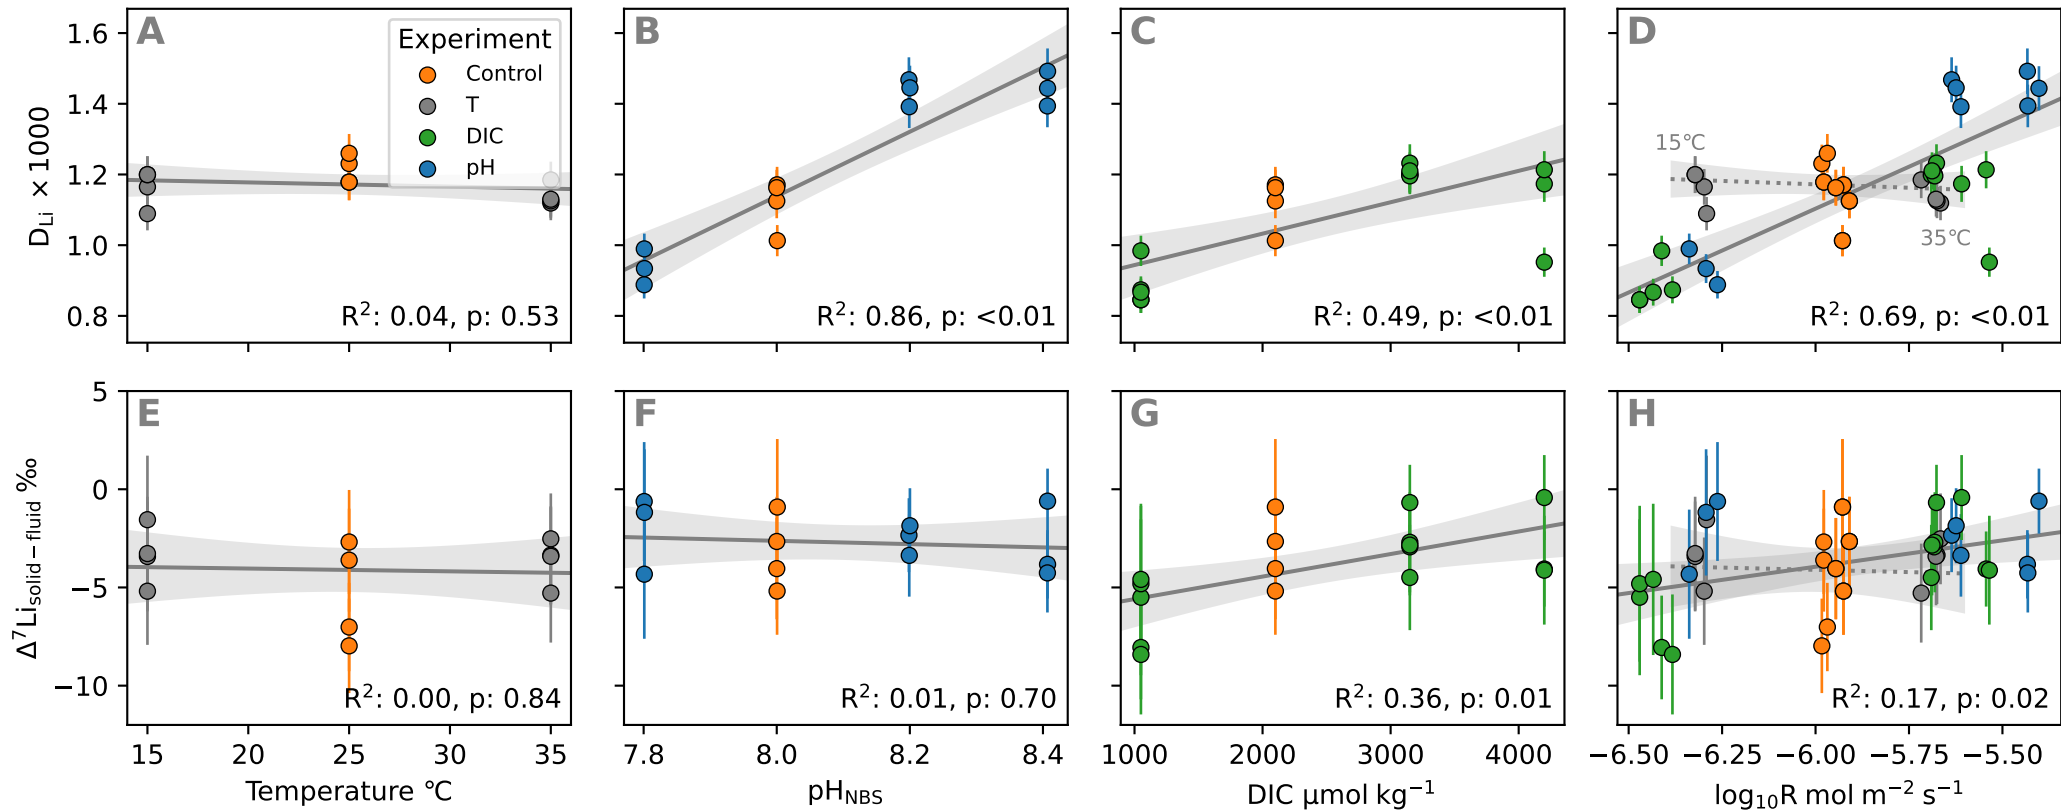 A
B
C
D
Experiment
Control
T
DIC
pH
1.6
1.4
1.2
1.0
0.8
D_Li × 1000
15℃
35℃
R²: 0.04, p: 0.53
R²: 0.86, p: <0.01
R²: 0.49, p: <0.01
R²: 0.69, p: <0.01
E
F
G
H
5
0
−5
−10
Δ⁷Li_solid−fluid ‰
R²: 0.00, p: 0.84
R²: 0.01, p: 0.70
R²: 0.36, p: 0.01
R²: 0.17, p: 0.02
15 20 25 30 35
7.8 8.0 8.2 8.4
1000 2000 3000 4000
−6.50 −6.25 −6.00 −5.75 −5.50
Temperature ℃
pH_NBS
DIC µmol kg⁻¹
log₁₀R mol m⁻² s⁻¹